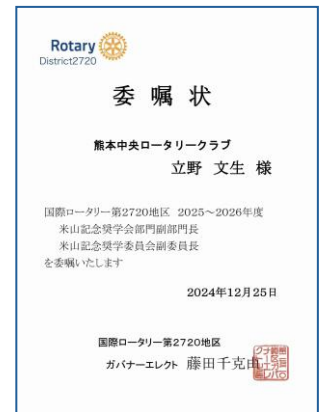 Rotary
District2720
委嘱状
熊本中央ロータリークラブ
立野 文生 様
国際ロータリー第2720地区 2025～2026年度
米山記念奨学会部門副部門長
米山記念奨学委員会副委員長
を委嘱いたします
2024年12月25日
国際ロータリー第2720地区
ガバナーエレクト 藤田千克由